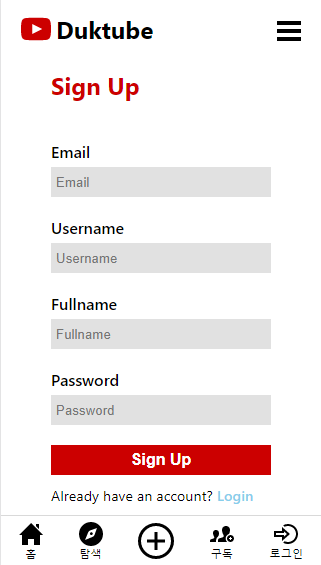 Duktube
Sign Up
Email
Email
Username
Username
Fullname
Fullname
Password
Password
Sign Up
Already have an account? Login
홈 탐색 구독 로그인